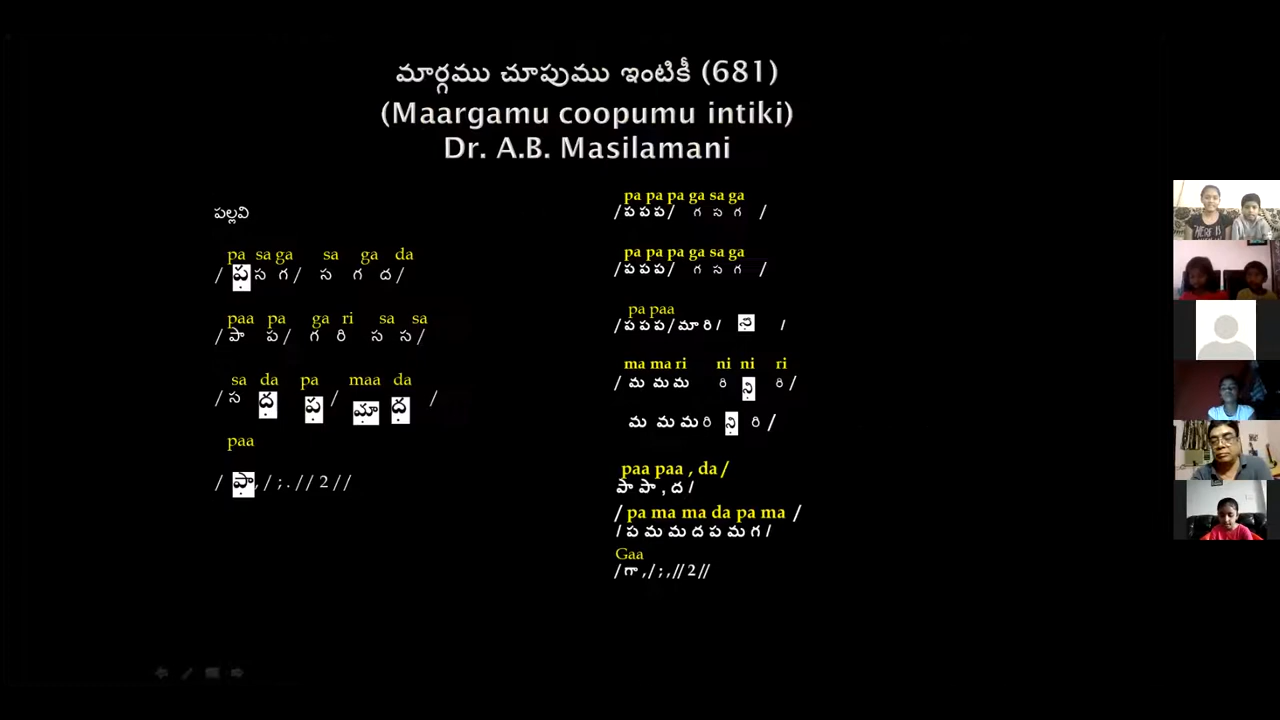 మార్గము చూపుము ఇంటికీ (681)
(Maargamu coopumu intiki)
Dr. A.B. Masilamani
పల్లవి
pa sa ga sa ga da
/ ప̣ స గ / స గ ద /
paa pa ga ri sa sa
/ పా ప / గ రి స స /
sa da pa maa da
/ స ద̣ ప̣ / మా̣ ద̣ /
paa
/ పా̣ , / ; . // 2 //
pa pa pa ga sa ga
/ ప ప ప / గ స గ /
pa pa pa ga sa ga
/ ప ప ప / గ స గ /
pa paa
/ ప ప ప / మా రి / ని̣ /
ma ma ri ni ni ri
/ మ మ మ రి ని̣ రి /
మ మ మ రి ని̣ రి /
paa paa , da /
పా పా , ద /
/ pa ma ma da pa ma /
/ ప మ మ ద ప మ గ /
Gaa
/ గా , / ; , // 2 //